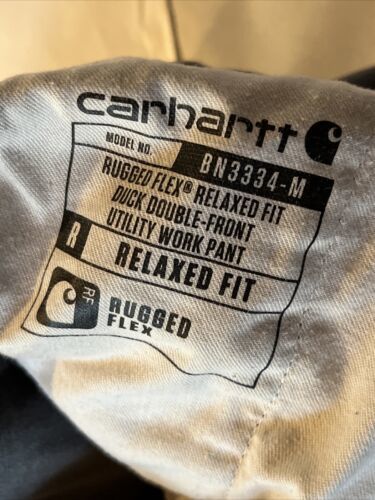 carhartt
MODEL NO. BN3334-M
RUGGED FLEX® RELAXED FIT
DUCK DOUBLE-FRONT
UTILITY WORK PANT
R RELAXED FIT
RF RUGGED
FLEX